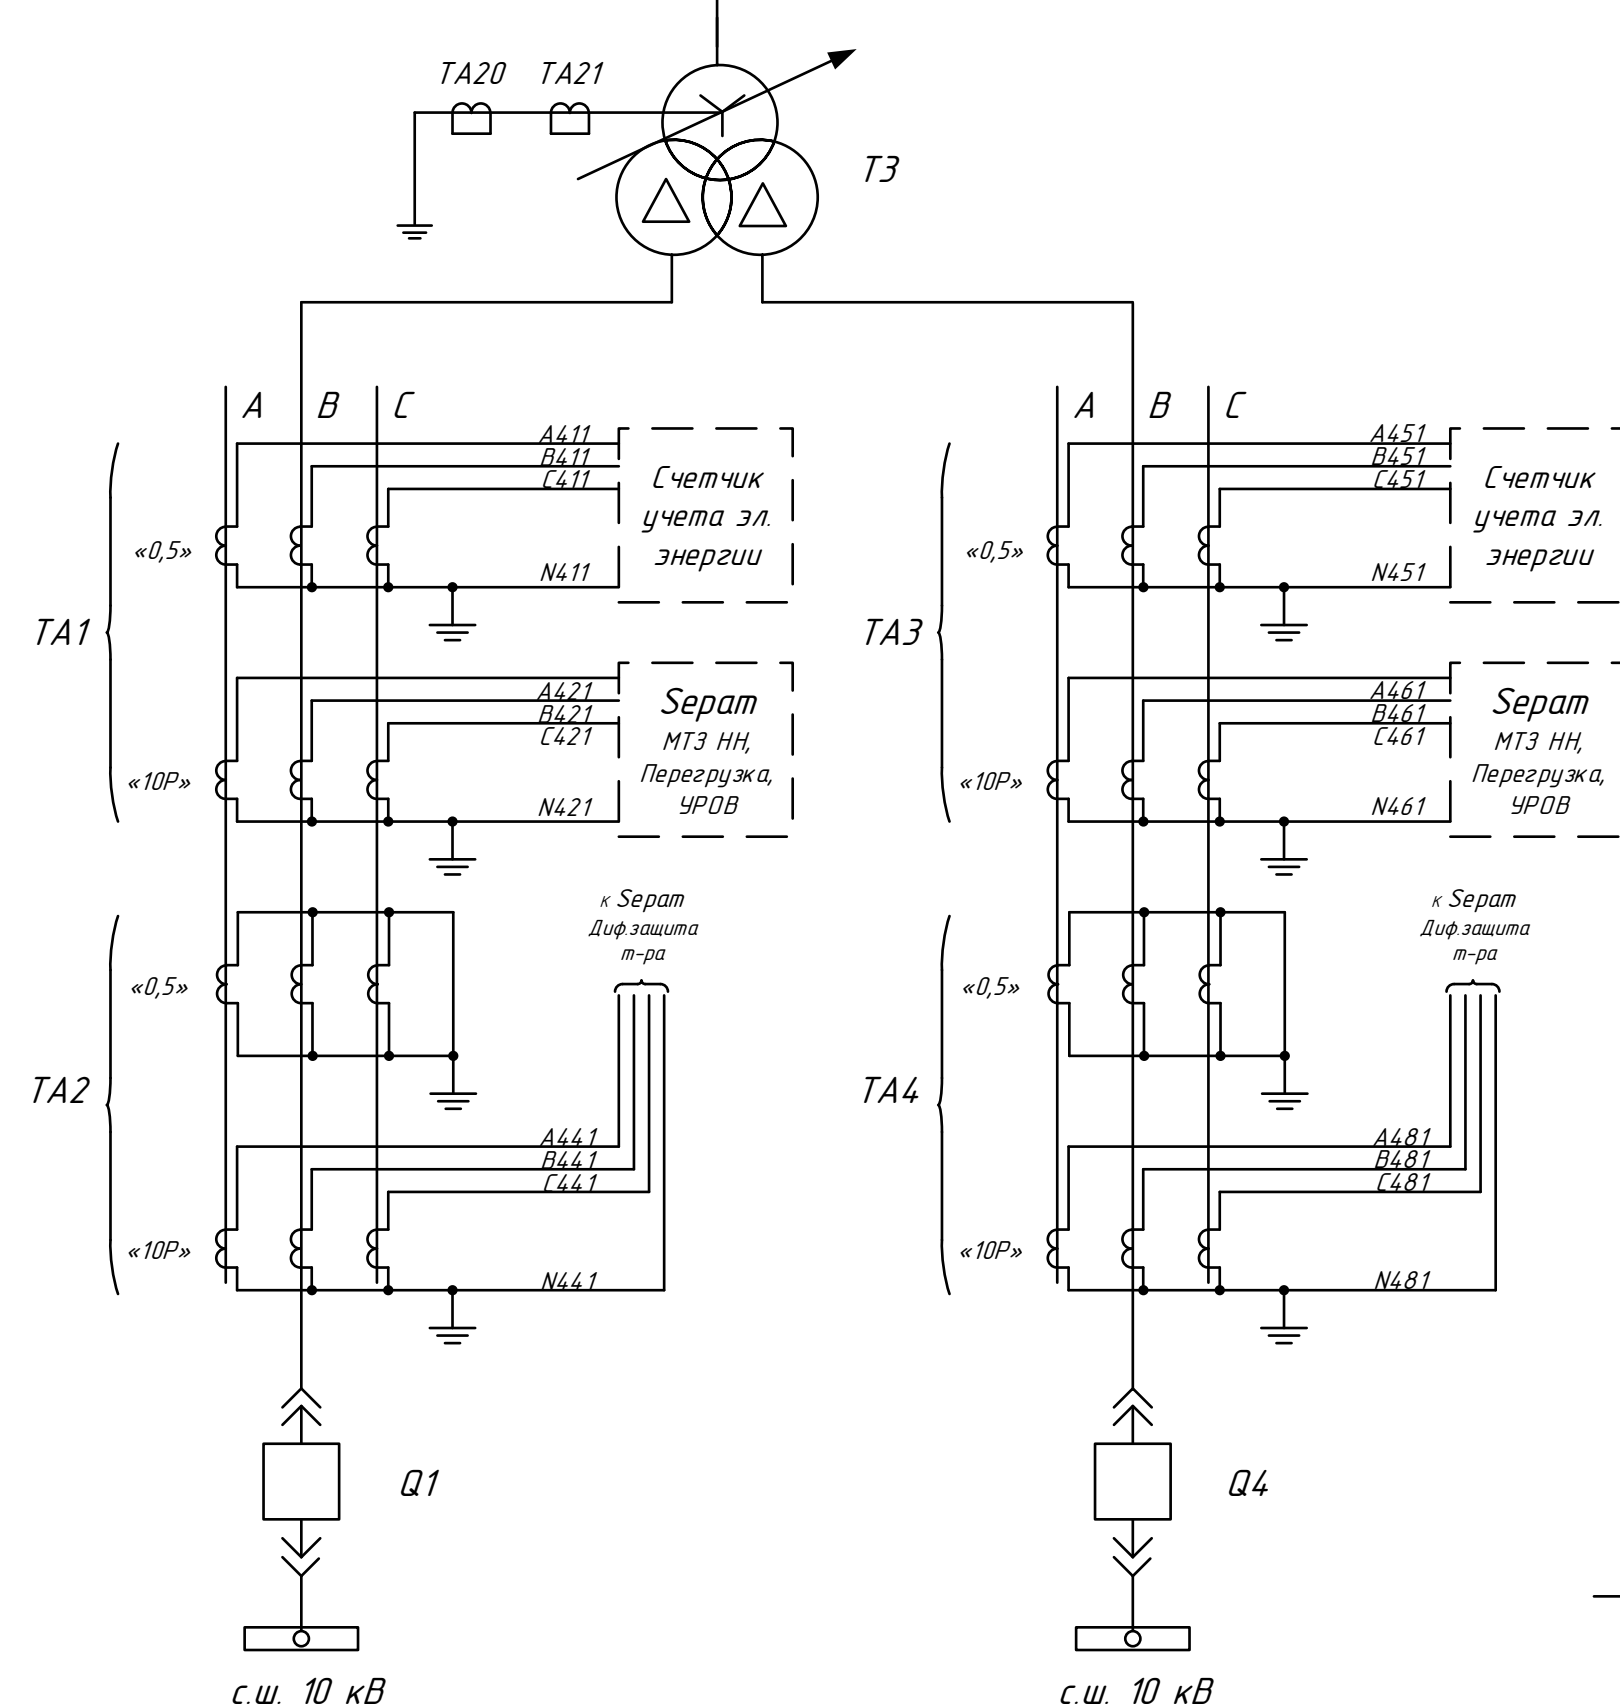 TA20 TA21
T3
A B C
A411
B411
C411
Счетчик
учета эл.
энергии
«0,5»
N411
TA1
A421
B421
C421
Sepam
МТЗ НН,
Перегрузка,
УРОВ
«10Р»
N421
к Sepam
Диф.защита
т-ра
«0,5»
TA2
A441
B441
C441
«10Р»
N441
Q1
с.ш. 10 кВ
A B C
A451
B451
C451
Счетчик
учета эл.
энергии
«0,5»
N451
TA3
A461
B461
C461
Sepam
МТЗ НН,
Перегрузка,
УРОВ
«10Р»
N461
к Sepam
Диф.защита
т-ра
«0,5»
TA4
A481
B481
C481
«10Р»
N481
Q4
с.ш. 10 кВ